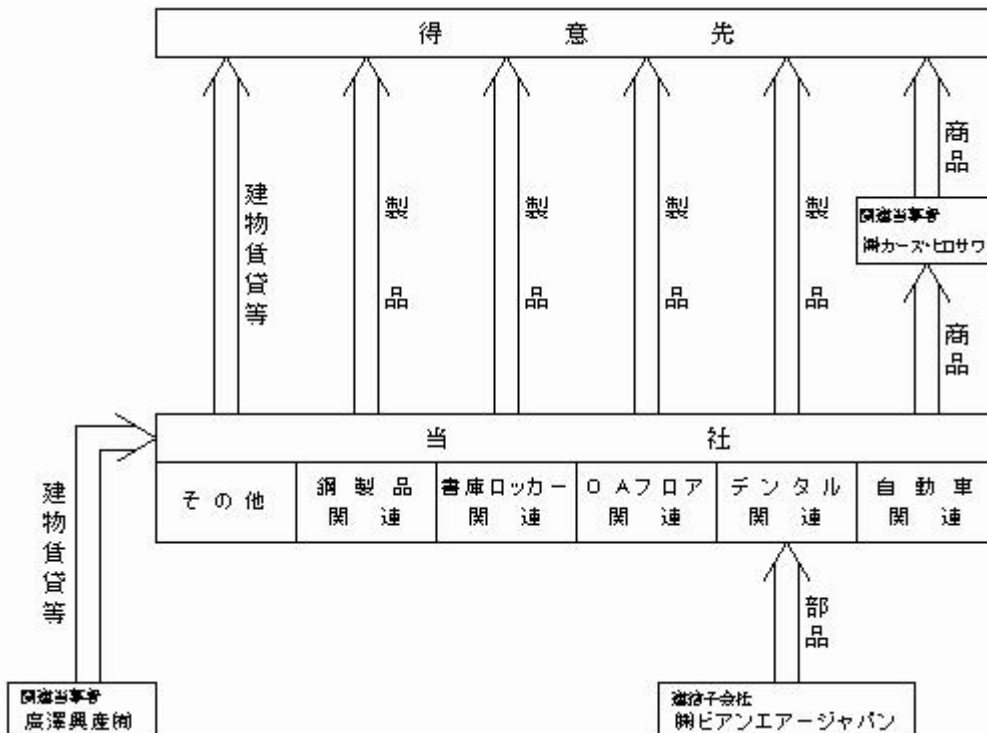 得意先
建物賃貸等
製品
製品
製品
製品
商品
関連当事者
㈱カーズ・ヒロサワ
商品
当社
その他
鋼製品関連
書庫ロッカー関連
OAフロア関連
デンタル関連
自動車関連
建物賃貸等
部品
関連当事者
廣澤興産㈲
連結子会社
㈱ビアンエアージャパン